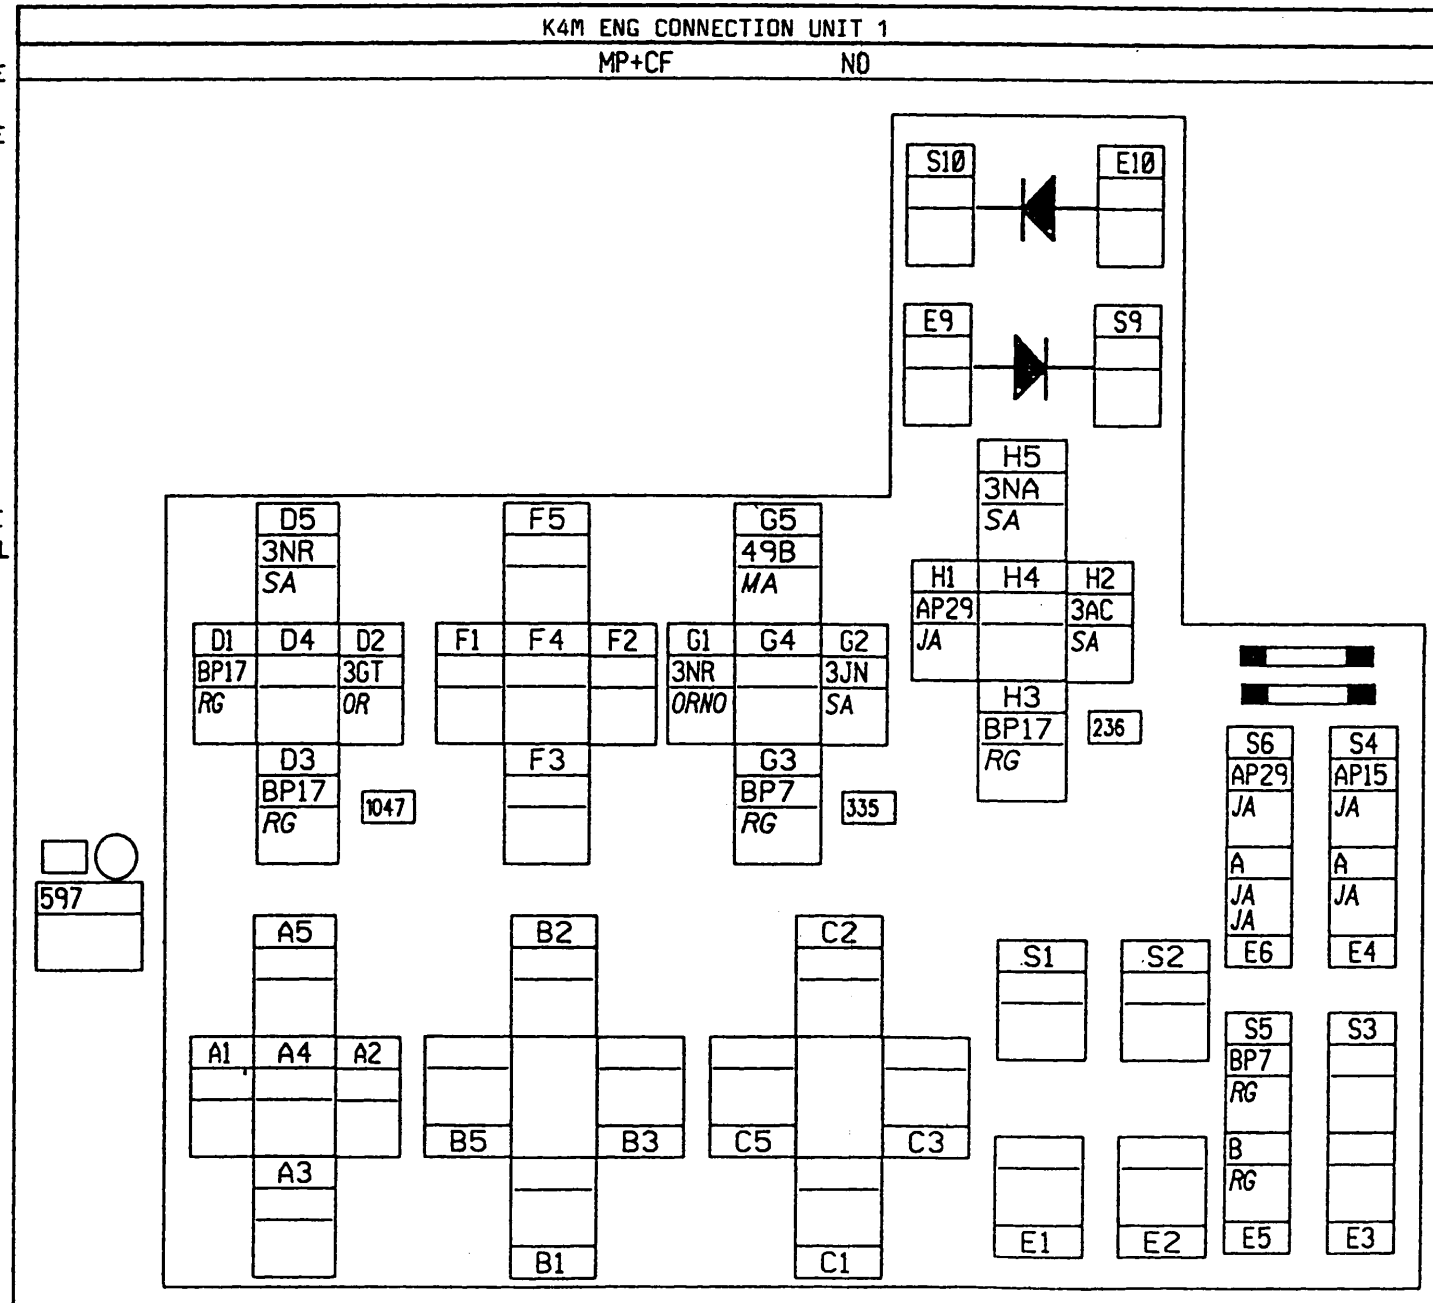 K4M ENG CONNECTION UNIT 1
MP+CF NO
S10 E10
E9 S9
H5
3NA
SA
H1 H4 H2
AP29 3AC
JA SA
H3
BP17
RG
236
D5 F5 G5
3NR 49B
SA MA
D1 D4 D2 F1 F4 F2 G1 G4 G2
BP17 3GT 3NR 3JN
RG OR ORNO SA
D3 F3 G3
BP17 BP7
RG RG
1047 335
597
S6 S4
AP29 AP15
JA JA
A A
JA JA
JA
E6 E4
A5 B2 C2 S1 S2
A1 A4 A2
S5 S3
BP7
RG
B5 B3 C5 C3
B
A3
RG
B1 C1 E1 E2 E5 E3